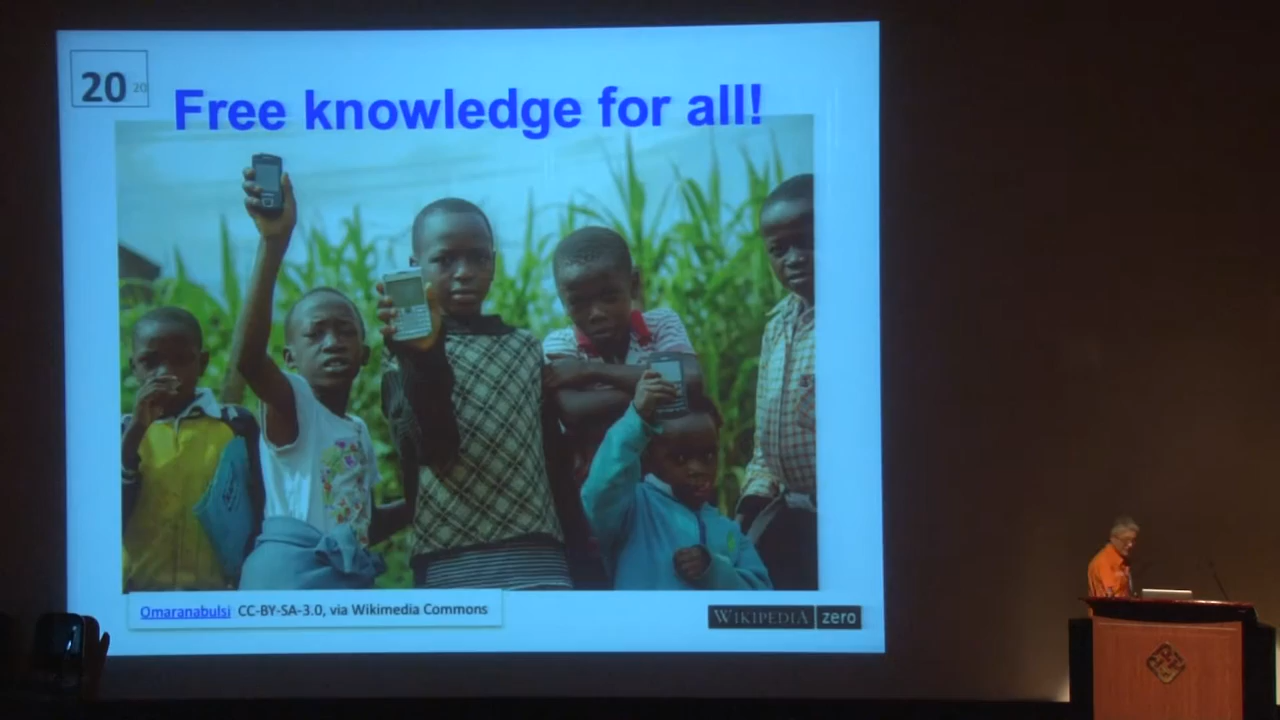 20 20
Free knowledge for all!
Omaranabulsi CC-BY-SA-3.0, via Wikimedia Commons
WIKIPEDIA zero